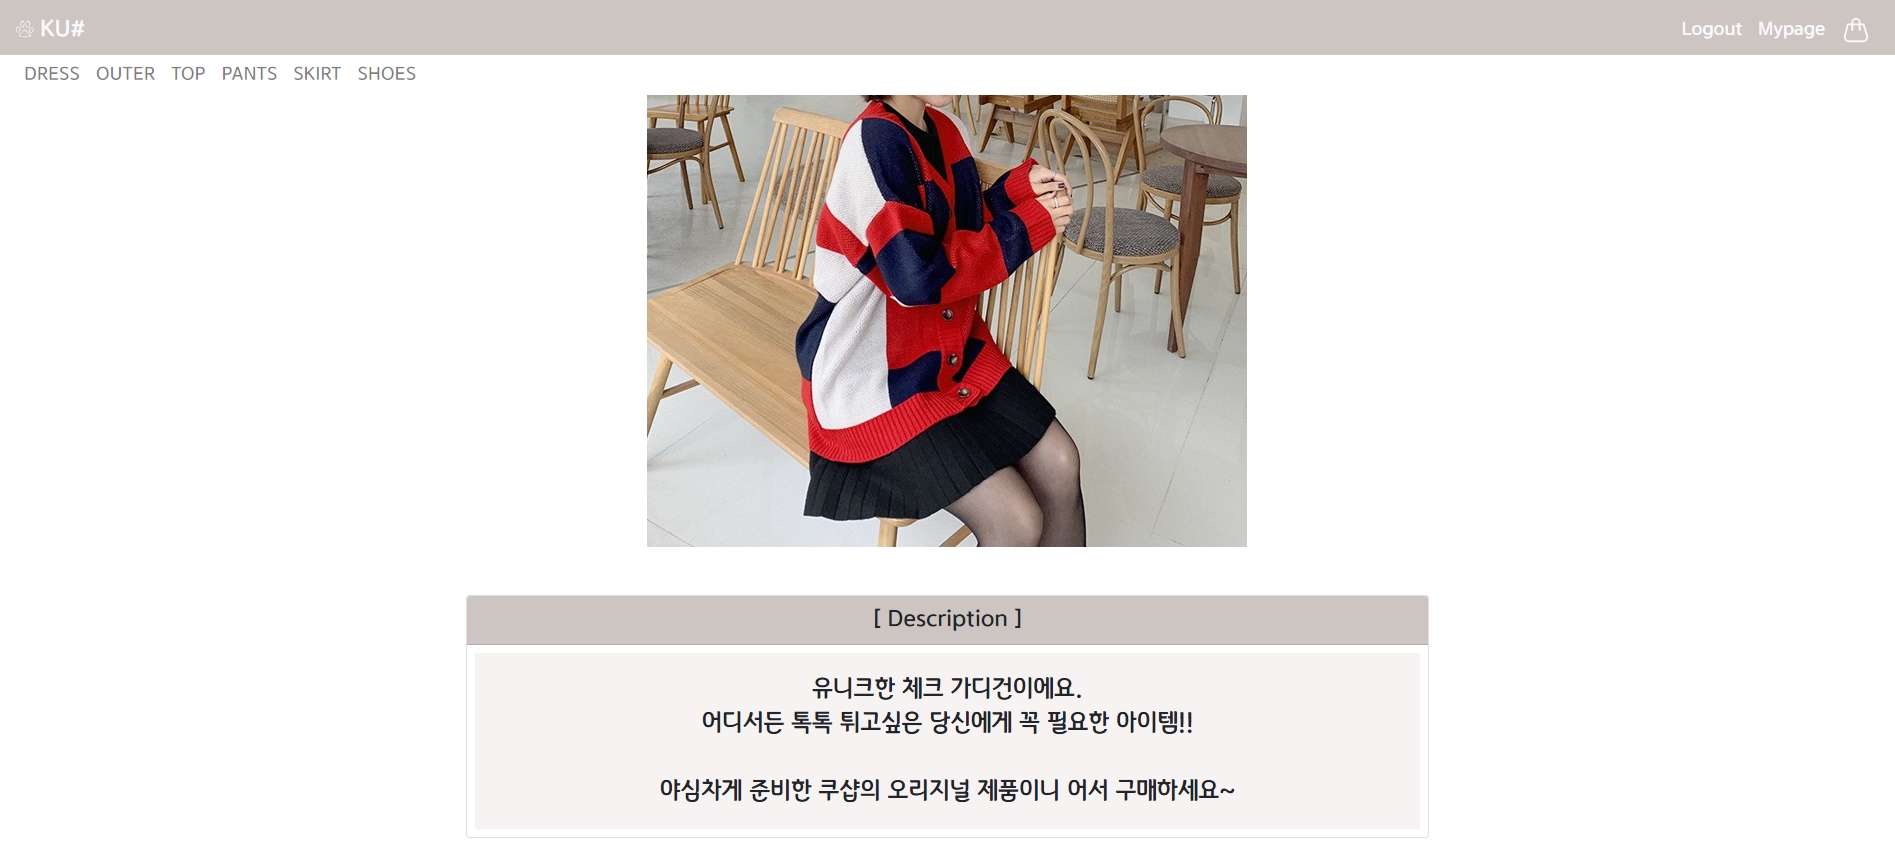 KU#
Logout Mypage
DRESS OUTER TOP PANTS SKIRT SHOES
[ Description ]
유니크한 체크 가디건이에요.
어디서든 톡톡 튀고싶은 당신에게 꼭 필요한 아이템!!
야심차게 준비한 쿠샵의 오리지널 제품이니 어서 구매하세요~